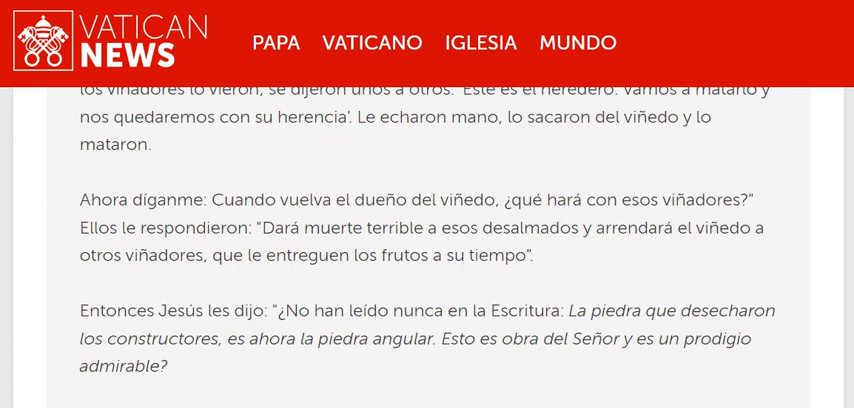 VATICAN
NEWS
PAPA VATICANO IGLESIA MUNDO
los viñadores lo vieron, se dijeron unos a otros: 'Este es el heredero. Vamos a matarlo y
nos quedaremos con su herencia'. Le echaron mano, lo sacaron del viñedo y lo
mataron.
Ahora díganme: Cuando vuelva el dueño del viñedo, ¿qué hará con esos viñadores?"
Ellos le respondieron: "Dará muerte terrible a esos desalmados y arrendará el viñedo a
otros viñadores, que le entreguen los frutos a su tiempo".
Entonces Jesús les dijo: "¿No han leído nunca en la Escritura: La piedra que desecharon
los constructores, es ahora la piedra angular. Esto es obra del Señor y es un prodigio
admirable?